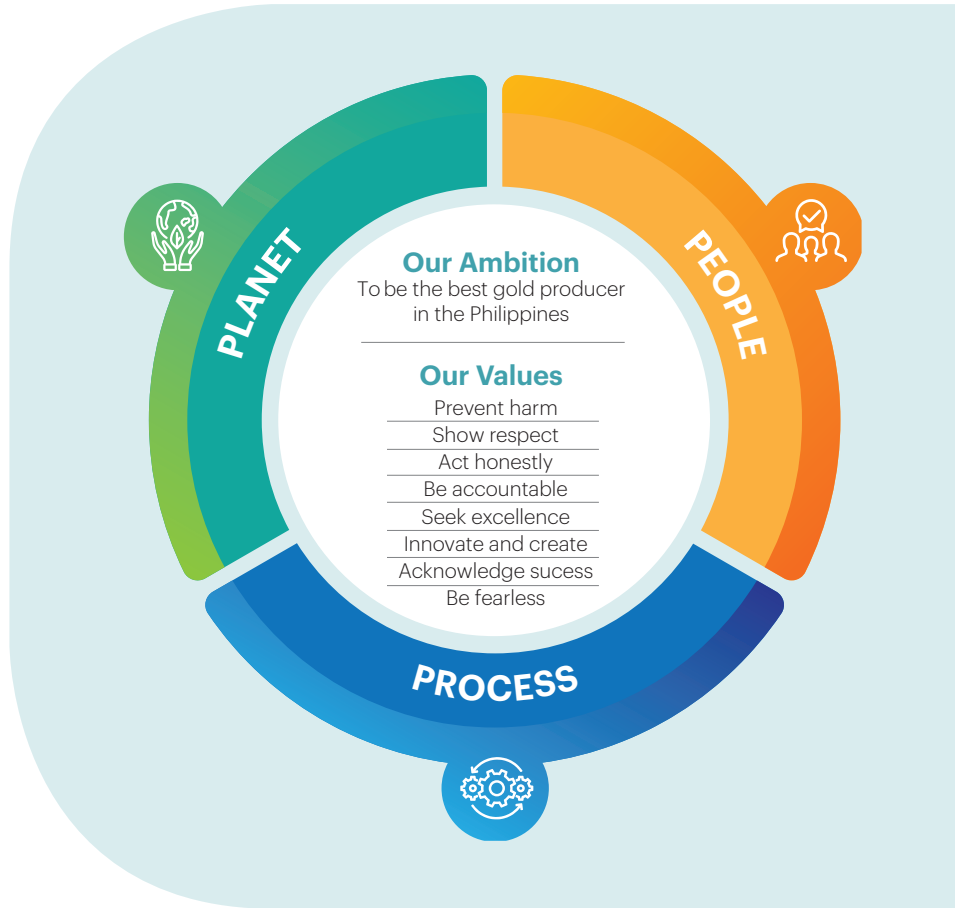 PLANET
PEOPLE
Our Ambition
To be the best gold producer
in the Philippines
Our Values
Prevent harm
Show respect
Act honestly
Be accountable
Seek excellence
Innovate and create
Acknowledge sucess
Be fearless
PROCESS